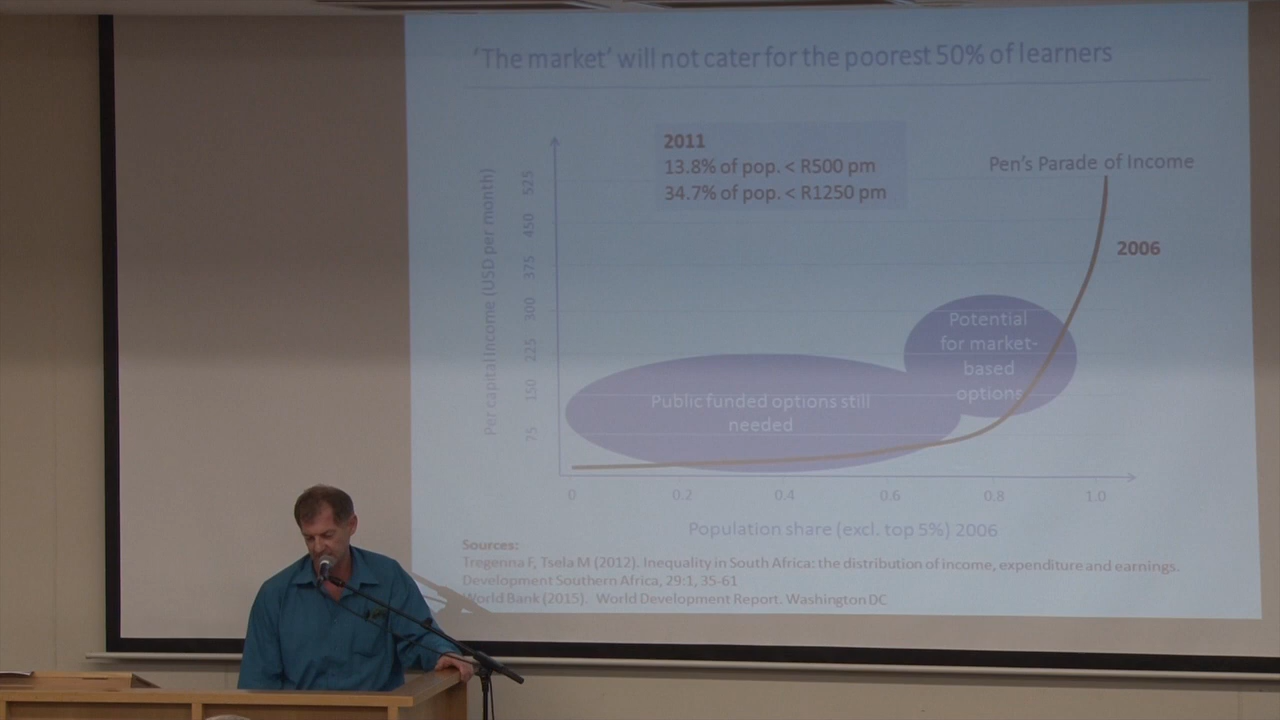 'The market' will not cater for the poorest 50% of learners
2011
13.8% of pop. < R500 pm
34.7% of pop. < R1250 pm
Pen's Parade of Income
2006
Per capital income (USD per month)
525
450
375
300
225
150
75
Potential
for market-
based
options
Public funded options still
needed
0 0.2 0.4 0.6 0.8 1.0
Population share (excl. top 5%) 2006
Sources:
Tregenna F, Tsela M (2012). Inequality in South Africa: the distribution of income, expenditure and earnings.
Development Southern Africa, 29:1, 35-61
World Bank (2015). World Development Report. Washington DC